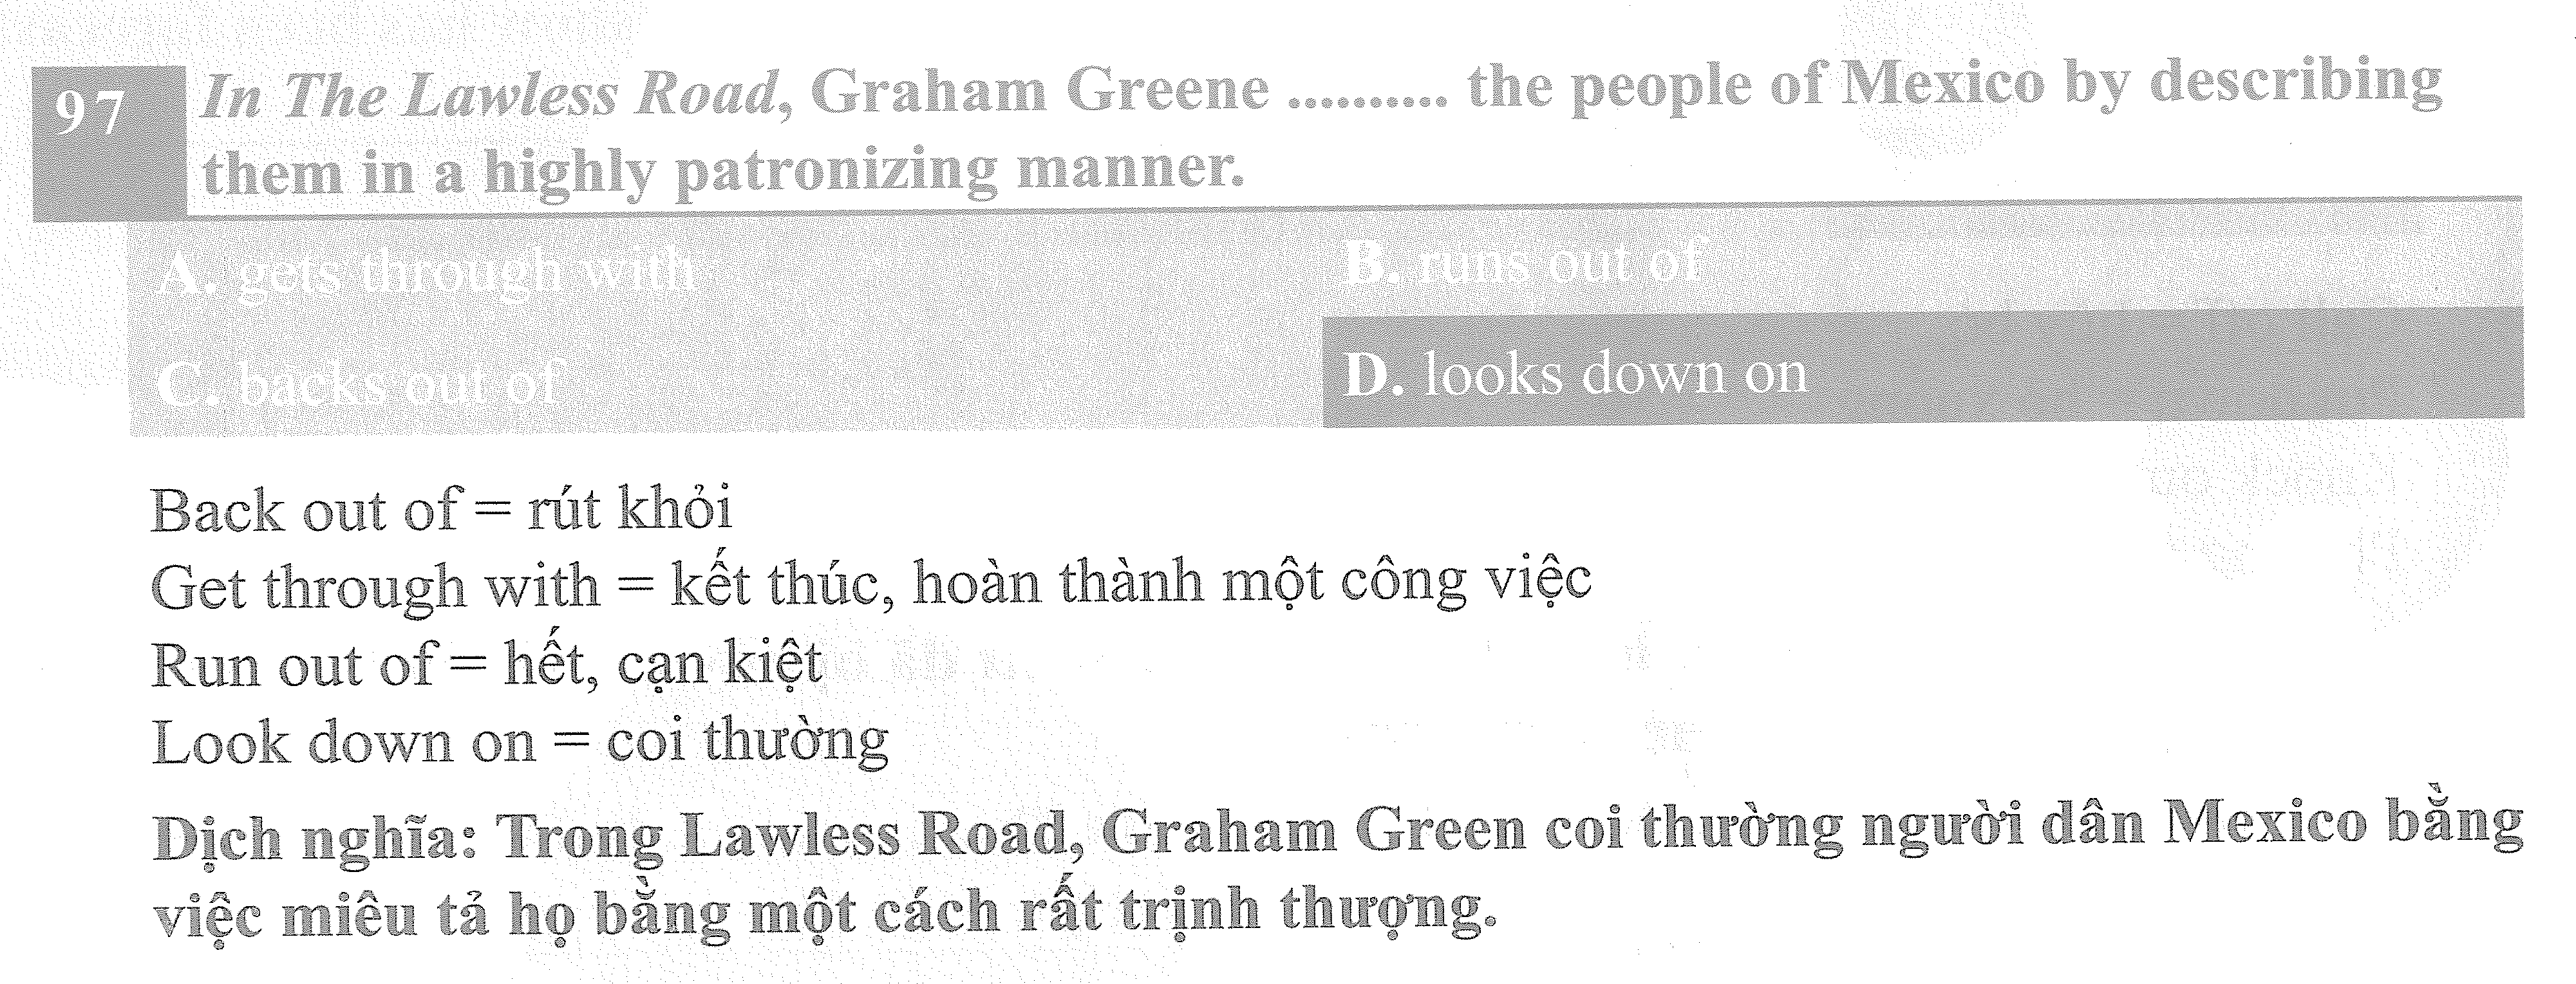 97 In The Lawless Road, Graham Greene .......... the people of Mexico by describing
them in a highly patronizing manner.
A. gets through with B. runs out of
C. backs out of D. looks down on
Back out of = rút khỏi
Get through with = kết thúc, hoàn thành một công việc
Run out of = hết, cạn kiệt
Look down on = coi thường
Dịch nghĩa: Trong Lawless Road, Graham Green coi thường người dân Mexico bằng
việc miêu tả họ bằng một cách rất trịnh thượng.